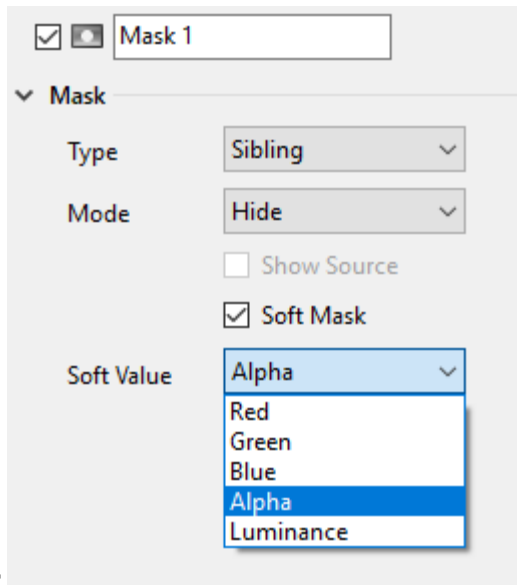 Mask 1
Mask
Type Sibling
Mode Hide
Show Source
Soft Mask
Soft Value Alpha
Red
Green
Blue
Alpha
Luminance